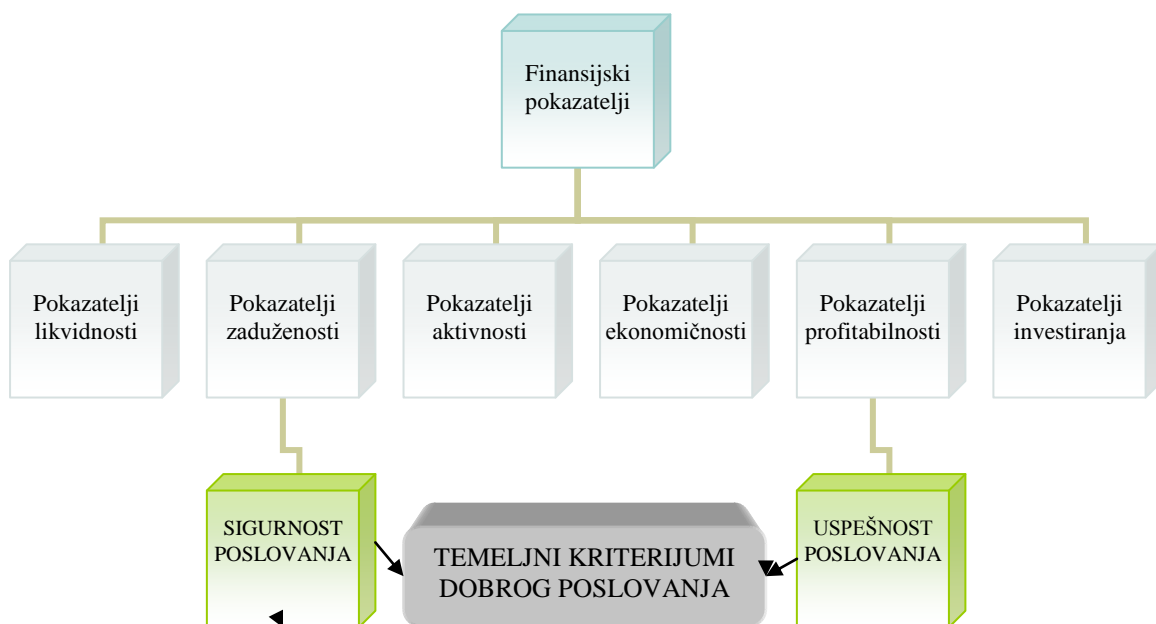 Finansijski
pokazatelji
Pokazatelji
likvidnosti
Pokazatelji
zaduženosti
Pokazatelji
aktivnosti
Pokazatelji
ekonomičnosti
Pokazatelji
profitabilnosti
Pokazatelji
investiranja
SIGURNOST
POSLOVANJA
TEMELJNI KRITERIJUMI
DOBROG POSLOVANJA
USPEŠNOST
POSLOVANJA